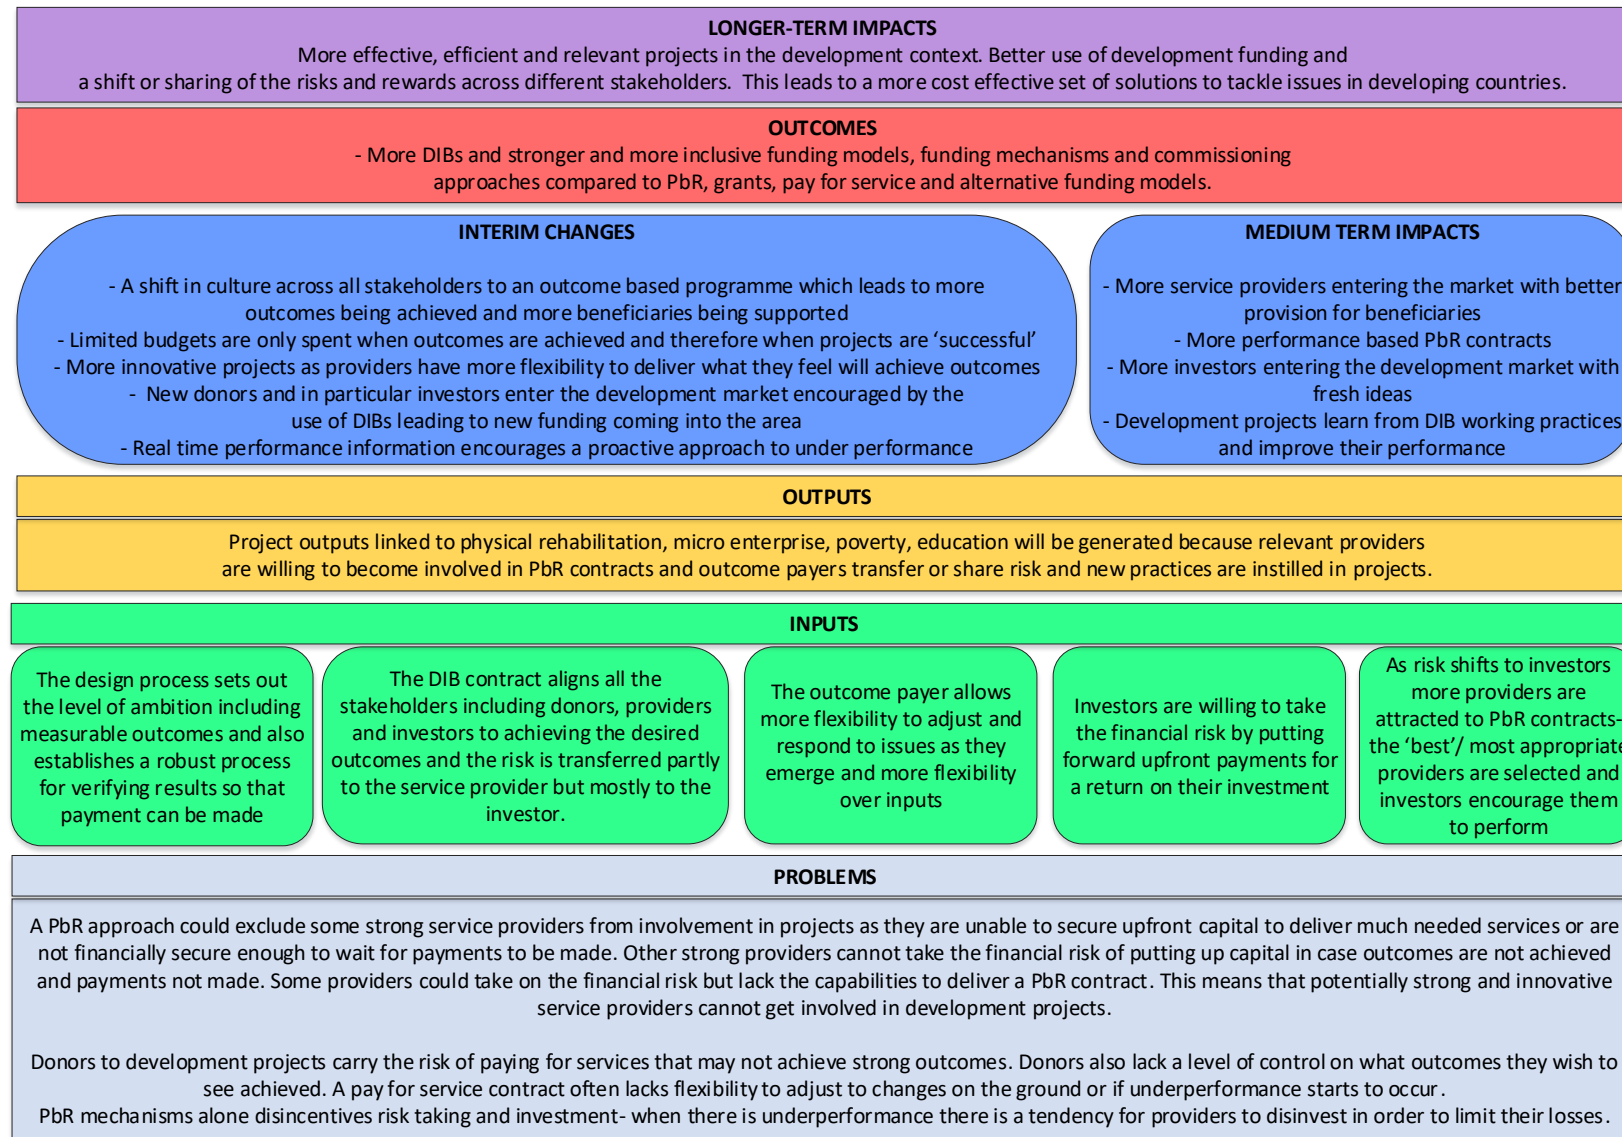 LONGER-TERM IMPACTS
More effective, efficient and relevant projects in the development context. Better use of development funding and
a shift or sharing of the risks and rewards across different stakeholders. This leads to a more cost effective set of solutions to tackle issues in developing countries.
OUTCOMES
- More DIBs and stronger and more inclusive funding models, funding mechanisms and commissioning
approaches compared to PbR, grants, pay for service and alternative funding models.
INTERIM CHANGES
- A shift in culture across all stakeholders to an outcome based programme which leads to more
outcomes being achieved and more beneficiaries being supported
- Limited budgets are only spent when outcomes are achieved and therefore when projects are ‘successful’
- More innovative projects as providers have more flexibility to deliver what they feel will achieve outcomes
- New donors and in particular investors enter the development market encouraged by the
use of DIBs leading to new funding coming into the area
- Real time performance information encourages a proactive approach to under performance
MEDIUM TERM IMPACTS
- More service providers entering the market with better
provision for beneficiaries
- More performance based PbR contracts
- More investors entering the development market with
fresh ideas
- Development projects learn from DIB working practices
and improve their performance
OUTPUTS
Project outputs linked to physical rehabilitation, micro enterprise, poverty, education will be generated because relevant providers
are willing to become involved in PbR contracts and outcome payers transfer or share risk and new practices are instilled in projects.
INPUTS
The design process sets out
the level of ambition including
measurable outcomes and also
establishes a robust process
for verifying results so that
payment can be made
The DIB contract aligns all the
stakeholders including donors, providers
and investors to achieving the desired
outcomes and the risk is transferred partly
to the service provider but mostly to the
investor.
The outcome payer allows
more flexibility to adjust and
respond to issues as they
emerge and more flexibility
over inputs
Investors are willing to take
the financial risk by putting
forward upfront payments for
a return on their investment
As risk shifts to investors
more providers are
attracted to PbR contracts-
the ‘best’/ most appropriate
providers are selected and
investors encourage them
to perform
PROBLEMS
A PbR approach could exclude some strong service providers from involvement in projects as they are unable to secure upfront capital to deliver much needed services or are
not financially secure enough to wait for payments to be made. Other strong providers cannot take the financial risk of putting up capital in case outcomes are not achieved
and payments not made. Some providers could take on the financial risk but lack the capabilities to deliver a PbR contract. This means that potentially strong and innovative
service providers cannot get involved in development projects.
Donors to development projects carry the risk of paying for services that may not achieve strong outcomes. Donors also lack a level of control on what outcomes they wish to
see achieved. A pay for service contract often lacks flexibility to adjust to changes on the ground or if underperformance starts to occur.
PbR mechanisms alone disincentives risk taking and investment- when there is underperformance there is a tendency for providers to disinvest in order to limit their losses.